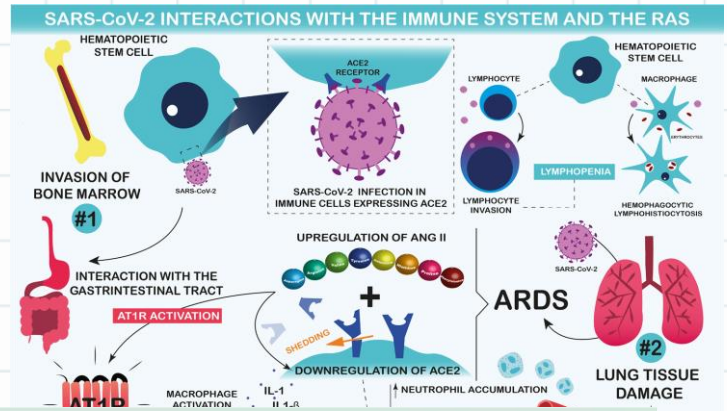 SARS-CoV-2 INTERACTIONS WITH THE IMMUNE SYSTEM AND THE RAS
HEMATOPOIETIC
STEM CELL
INVASION OF
BONE MARROW
#1
SARS-CoV-2
ACE2
RECEPTOR
SARS-CoV-2 INFECTION IN
IMMUNE CELLS EXPRESSING ACE2
HEMATOPOIETIC
STEM CELL
LYMPHOCYTE
MACROPHAGE
ERYTHROCYTES
LYMPHOPENIA
LYMPHOCYTE
INVASION
HEMOPHAGOCYTIC
LYMPHOHISTIOCYTOSIS
INTERACTION WITH THE
GASTRINTESTINAL TRACT
AT1R ACTIVATION
AT1R
UPREGULATION OF ANG II
+
SHEDDING
DOWNREGULATION OF ACE2
ARDS
SARS-CoV-2
#2
LUNG TISSUE
DAMAGE
MACROPHAGE
ACTIVATION
IL-1
IL1-β
NEUTROPHIL ACCUMULATION